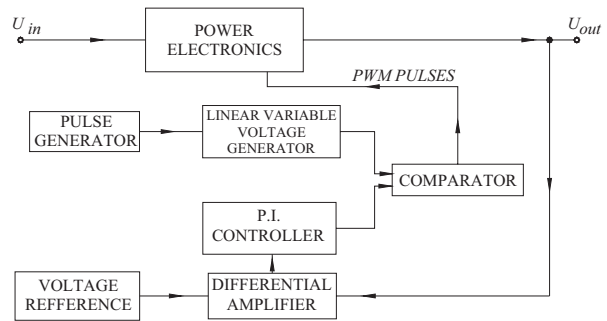 U in
POWER
ELECTRONICS
U out
PWM PULSES
PULSE
GENERATOR
LINEAR VARIABLE
VOLTAGE
GENERATOR
COMPARATOR
P.I.
CONTROLLER
VOLTAGE
REFFERENCE
DIFFERENTIAL
AMPLIFIER